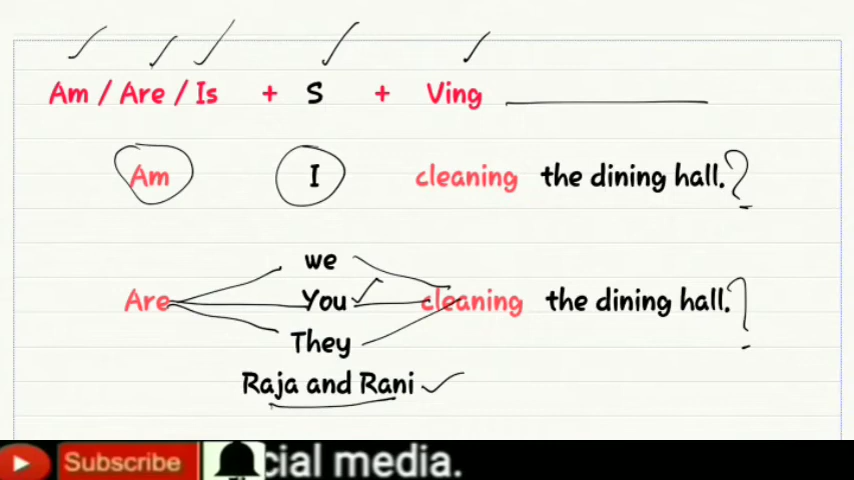 Am / Are / Is + S + Ving
Am I cleaning the dining hall.?
we
Are You cleaning the dining hall.?
They
Raja and Rani
Subscribe cial media.